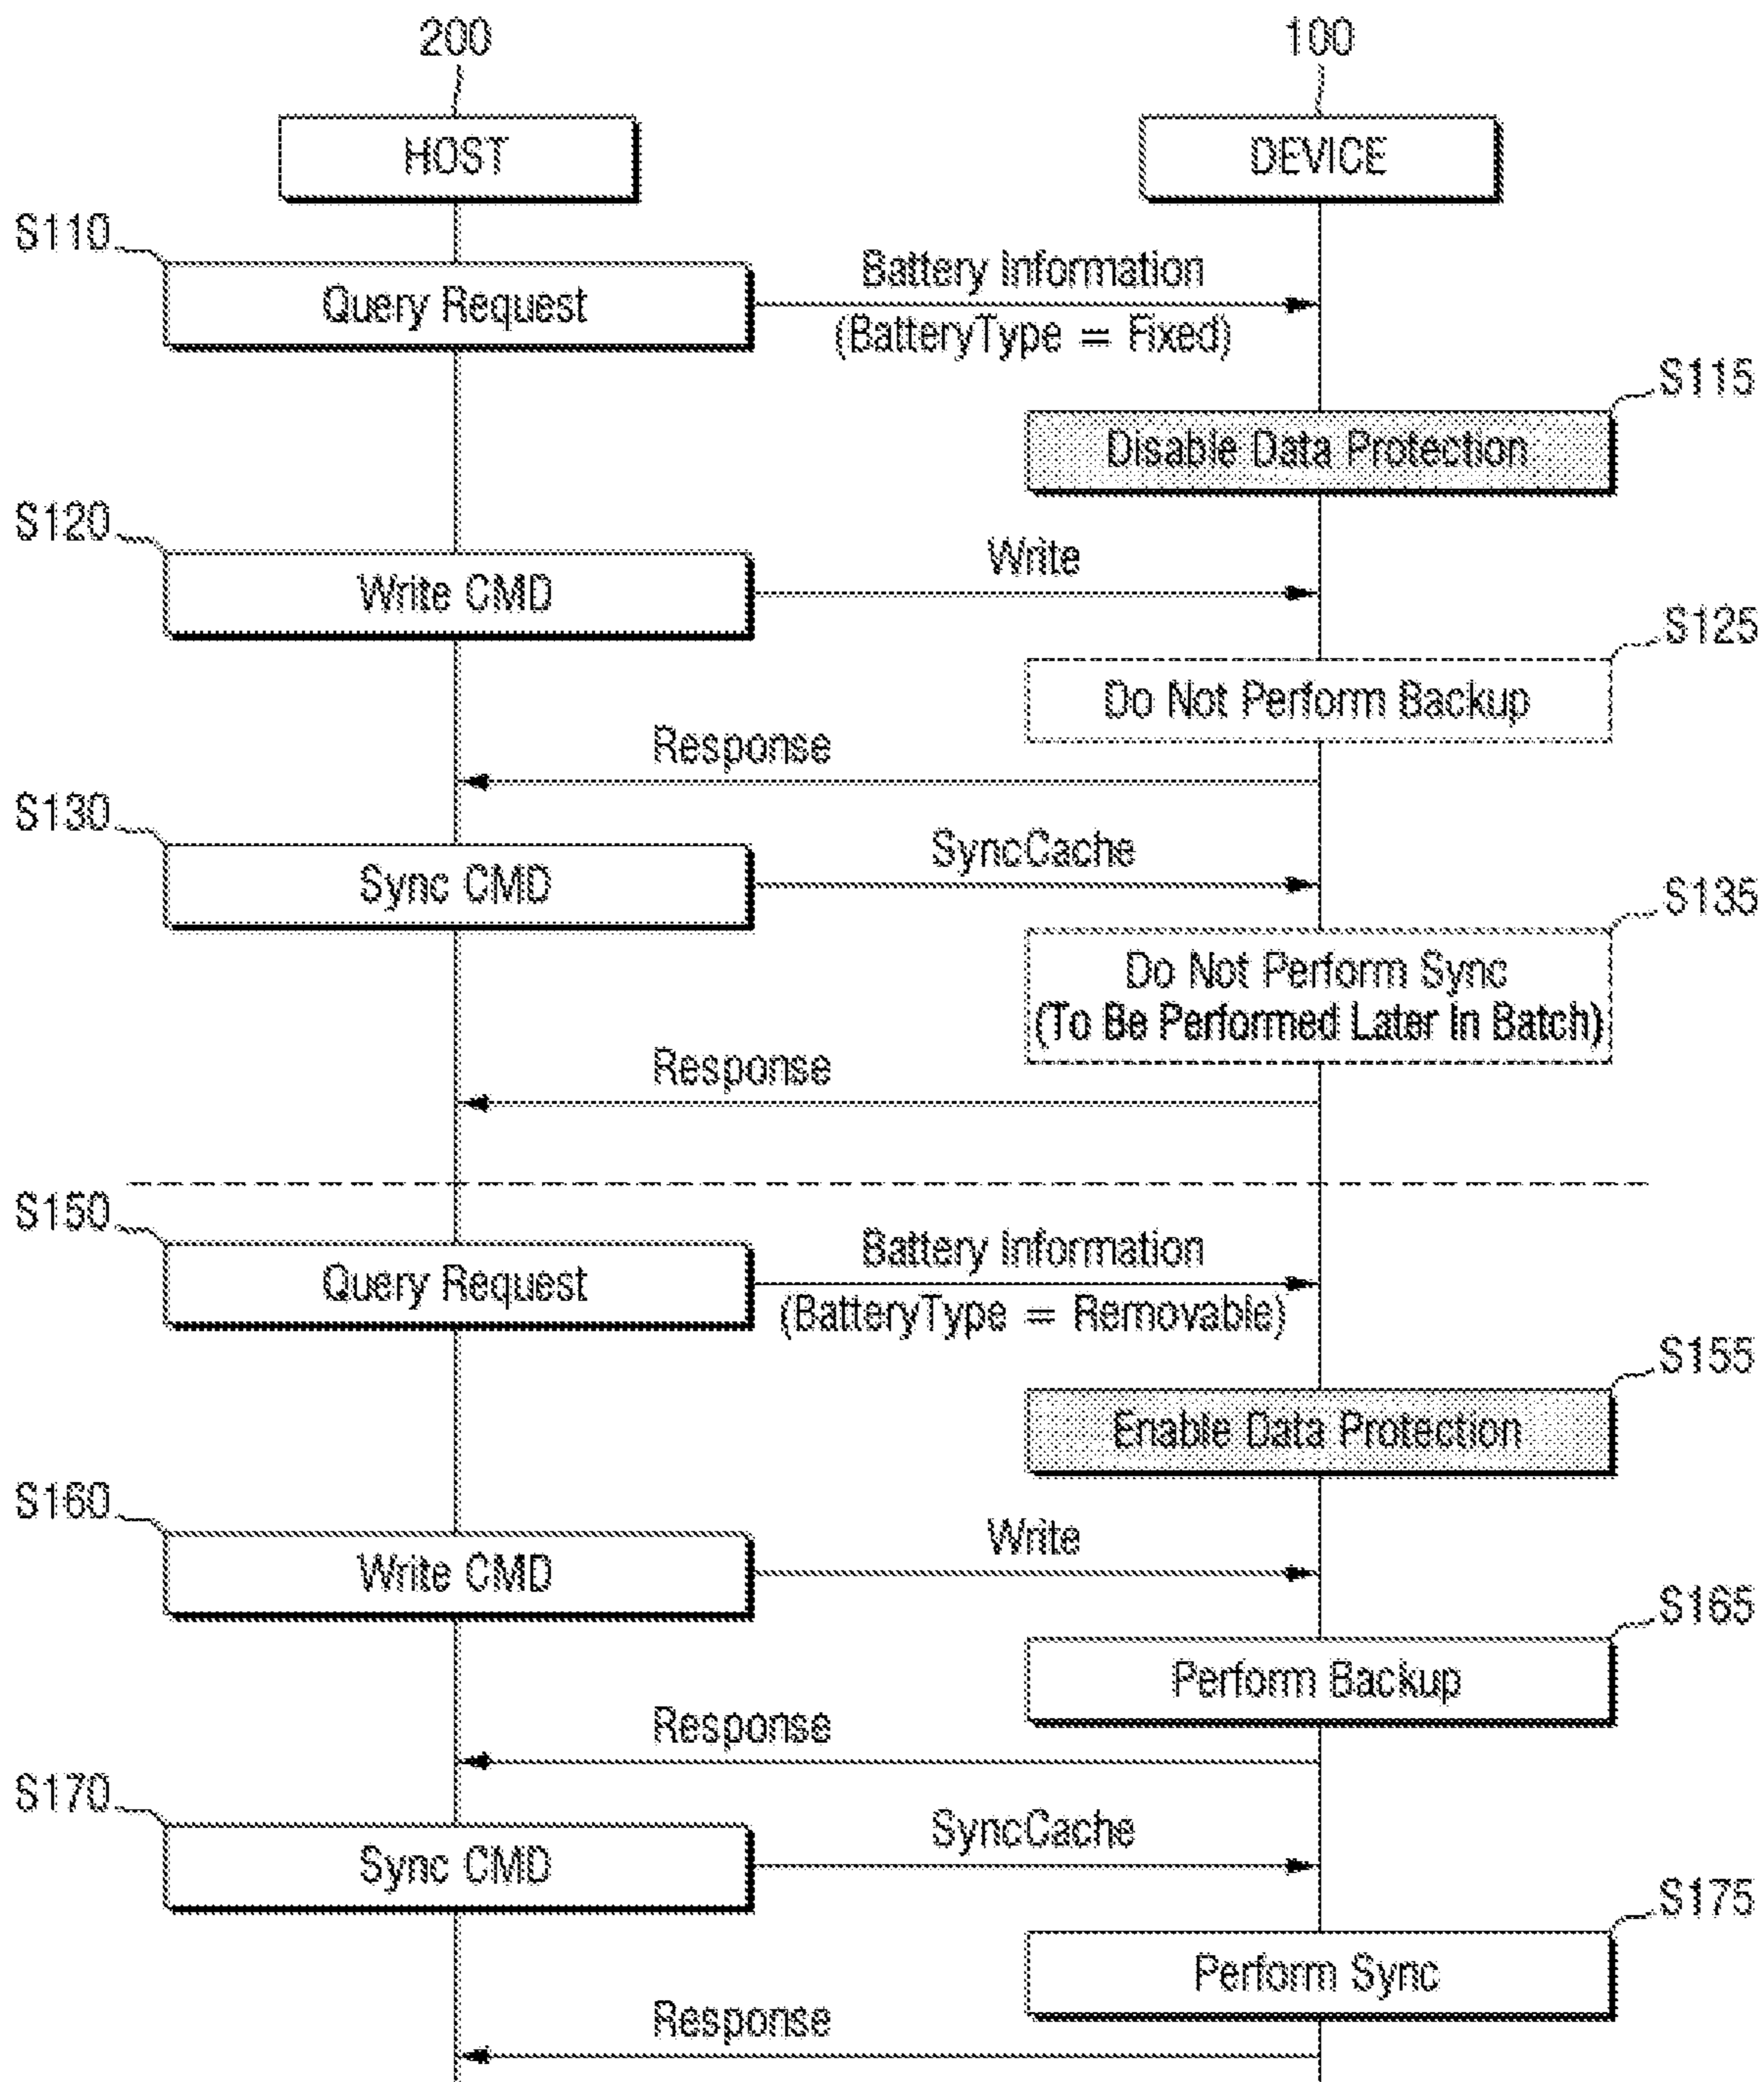 200
100
HOST
DEVICE
S110
Query Request
Battery Information
(BatteryType = Fixed)
S115
Disable Data Protection
S120
Write CMD
Write
S125
Do Not Perform Backup
Response
S130
Sync CMD
SyncCache
S135
Do Not Perform Sync
(To Be Performed Later In Batch)
Response
S150
Query Request
Battery Information
(BatteryType = Removable)
S155
Enable Data Protection
S160
Write CMD
Write
S165
Perform Backup
Response
S170
Sync CMD
SyncCache
S175
Perform Sync
Response